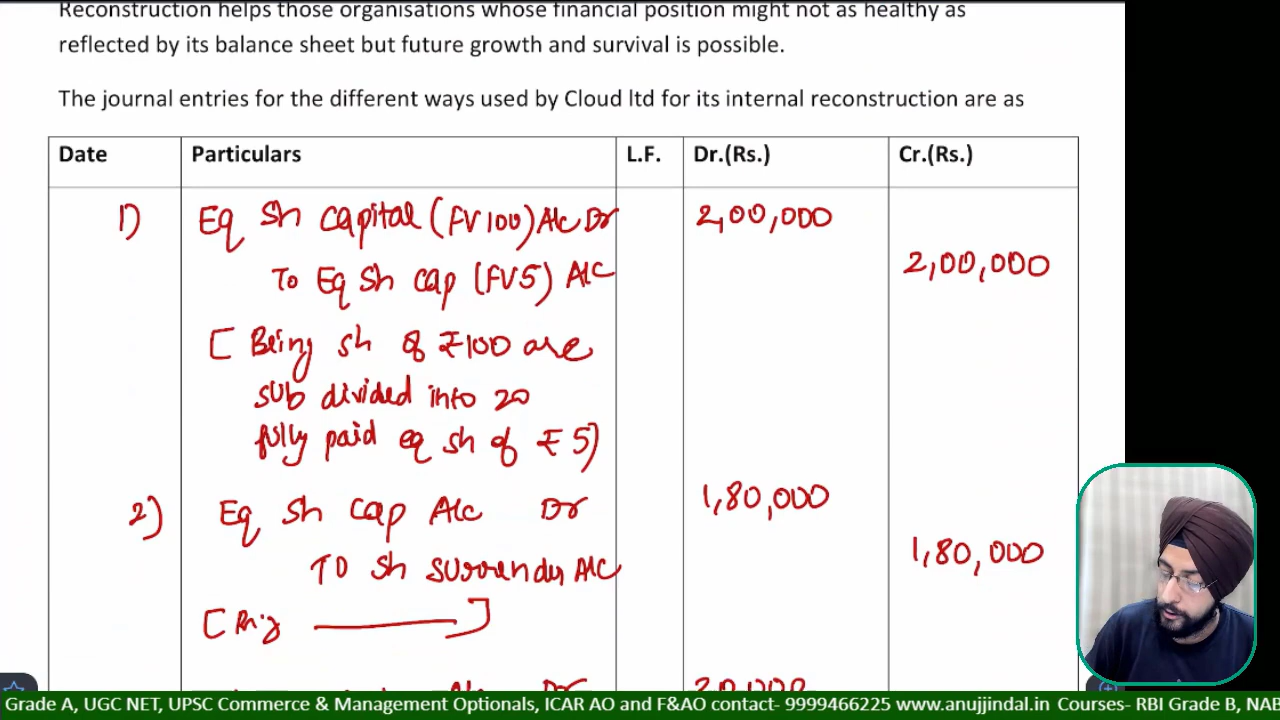 Reconstruction helps those organisations whose financial position might not as healthy as
reflected by its balance sheet but future growth and survival is possible.
The journal entries for the different ways used by Cloud ltd for its internal reconstruction are as
Date Particulars L.F. Dr.(Rs.) Cr.(Rs.)
1) Eq Sh Capital (FV100) A/c Dr 2,00,000
To Eq Sh Cap (FV5) A/c 2,00,000
[Being sh of ₹100 are
sub divided into 20
fully paid eq sh of ₹5]
2) Eq Sh Cap A/c Dr 1,80,000
To Sh Surrender A/c 1,80,000
A/c Dr 20,000
Grade A, UGC NET, UPSC Commerce & Management Optionals, ICAR AO and F&AO contact- 9999466225 www.anujjindal.in Courses- RBI Grade B, NAB